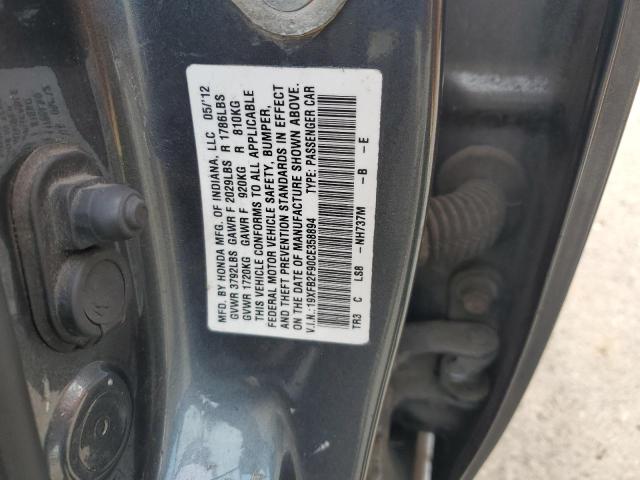 MFD. BY HONDA MFG. OF INDIANA, LLC 05/'12
GVWR 3792LBS GAWR F 2029LBS R 1786LBS
GVWR 1720KG GAWR F 920KG R 810KG
THIS VEHICLE CONFORMS TO ALL APPLICABLE
FEDERAL MOTOR VEHICLE SAFETY, BUMPER,
AND THEFT PREVENTION STANDARDS IN EFFECT
ON THE DATE OF MANUFACTURE SHOWN ABOVE.
V.I.N.:19XFB2F90CE358894 TYPE: PASSENGER CAR
TR3 C LS8 -NH737M -B -E